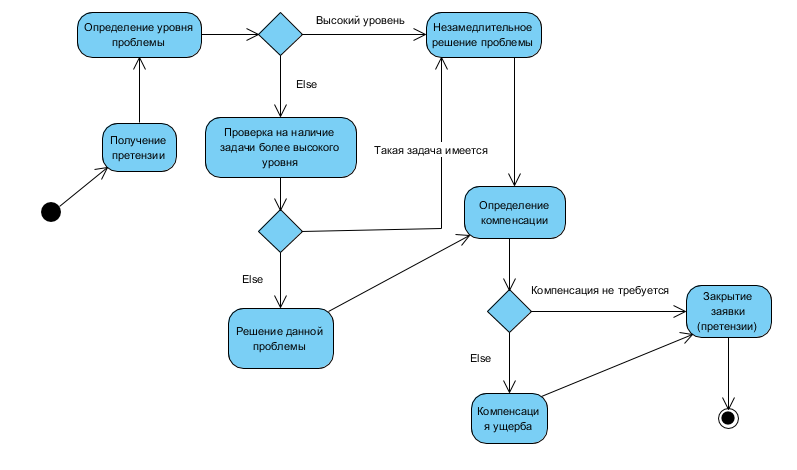 Определение уровня
проблемы
Высокий уровень
Незамедлительное
решение проблемы
Else
Получение
претензии
Проверка на наличие
задачи более высокого
уровня
Такая задача имеется
Определение
компенсации
Else
Решение данной
проблемы
Компенсация не требуется
Закрытие
заявки
(претензии)
Else
Компенсаци
я ущерба